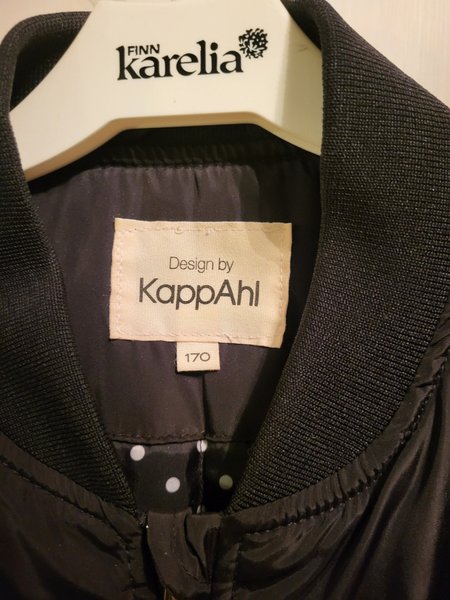 FINN
karelia
Design by
KappAhl
170